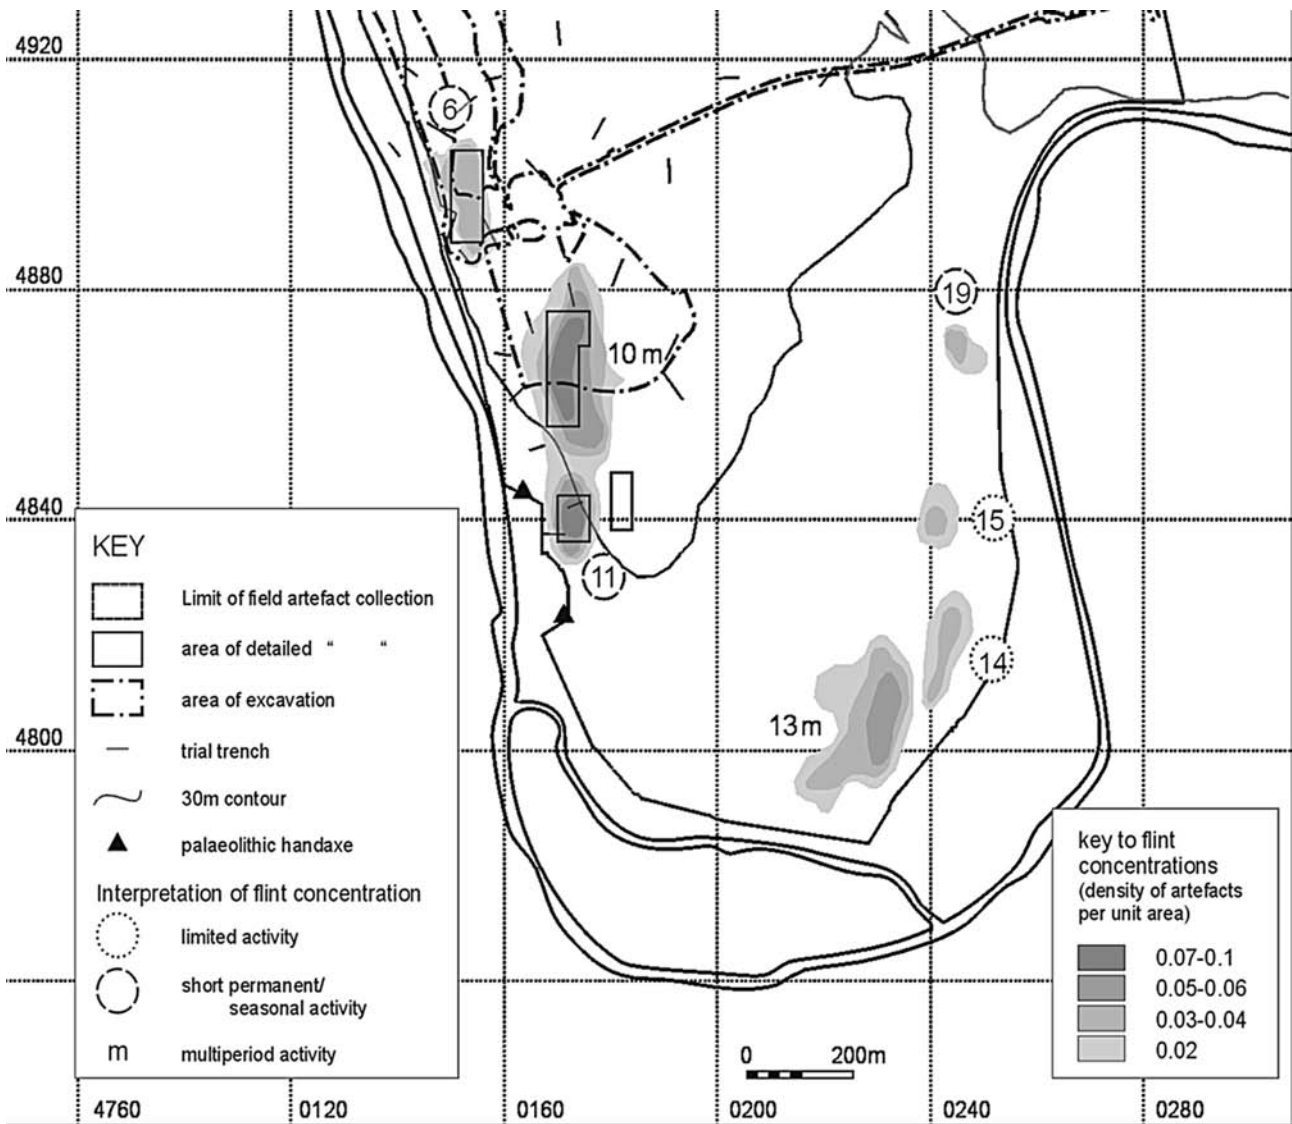 4920
6
4880
19
10 m
4840
15
11
14
13 m
4800
KEY
Limit of field artefact collection
area of detailed “ “
area of excavation
trial trench
30m contour
palaeolithic handaxe
Interpretation of flint concentration
limited activity
short permanent/
seasonal activity
m multiperiod activity
key to flint
concentrations
(density of artefacts
per unit area)
0.07-0.1
0.05-0.06
0.03-0.04
0.02
0 200m
4760 0120 0160 0200 0240 0280